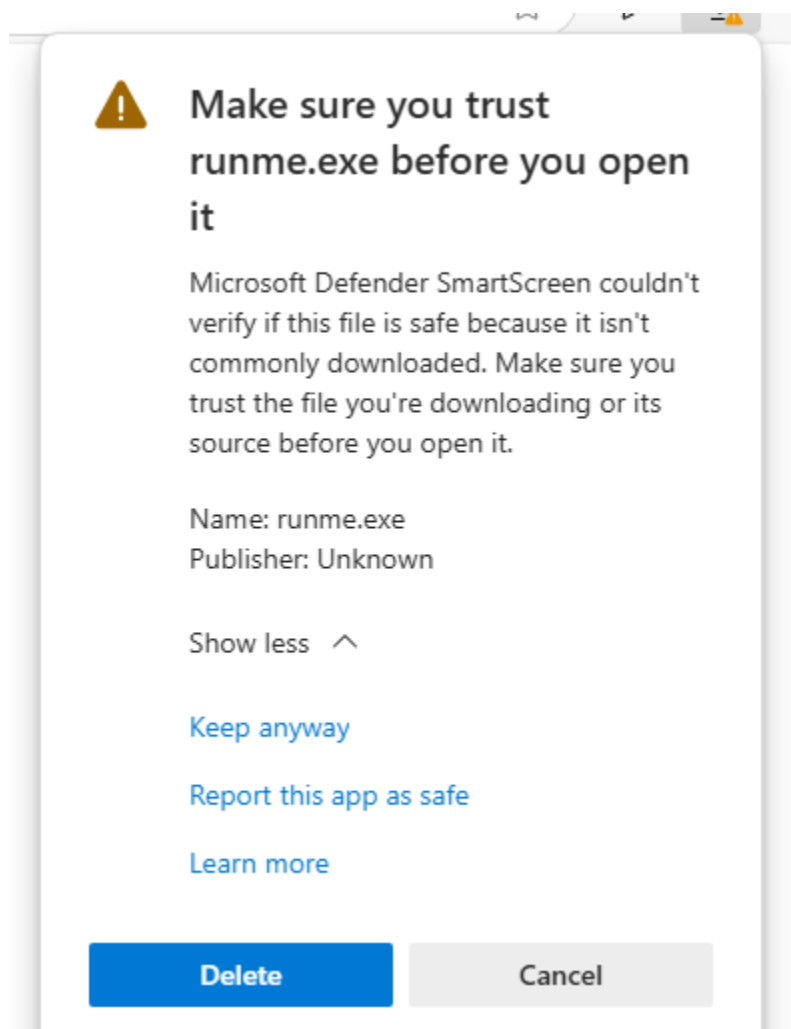 Make sure you trust
runme.exe before you open
it
Microsoft Defender SmartScreen couldn't
verify if this file is safe because it isn't
commonly downloaded. Make sure you
trust the file you're downloading or its
source before you open it.
Name: runme.exe
Publisher: Unknown
Show less
Keep anyway
Report this app as safe
Learn more
Delete Cancel